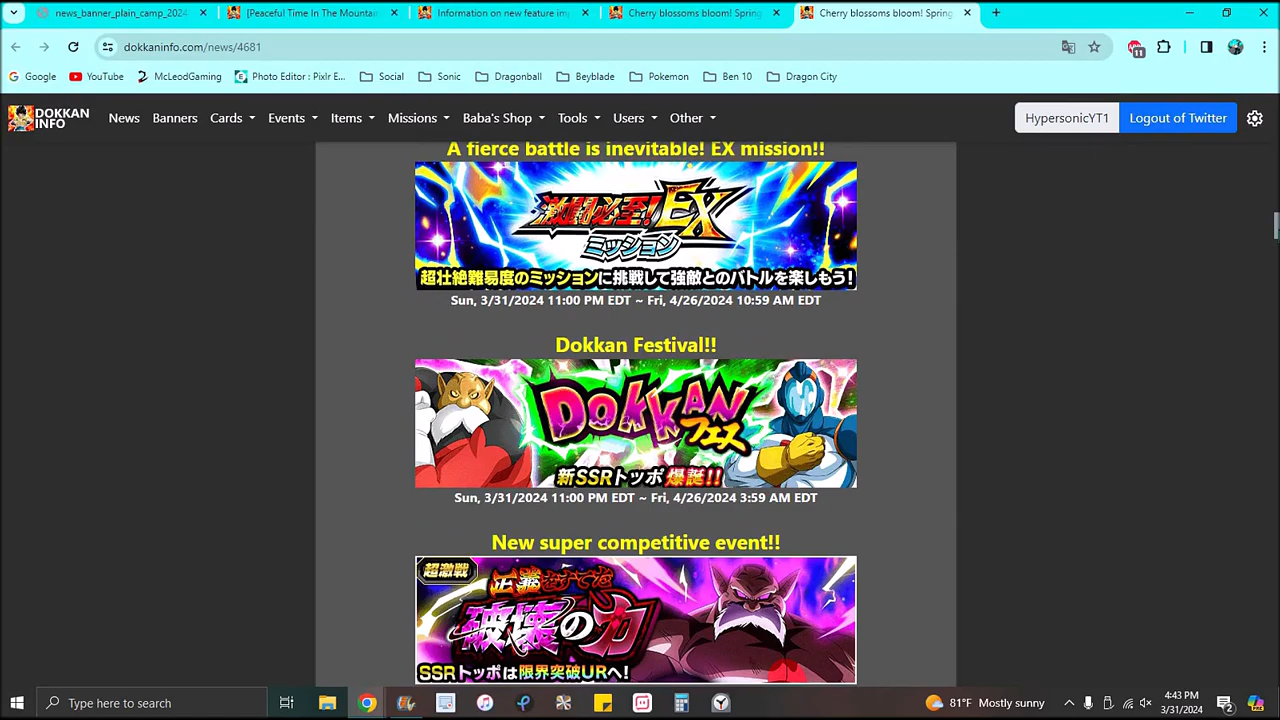 news_banner_plain_camp_2024
[Peaceful Time in The Mountai
Information on new feature im
Cherry blossoms bloom! Spring
Cherry blossoms bloom! Spring
dokkaninfo.com/news/4681
11
Google
YouTube
McLeodGaming
Photo Editor : Pixlr E...
Social
Sonic
Dragonball
Beyblade
Pokemon
Ben 10
Dragon City
DOKKAN
INFO
News
Banners
Cards
Events
Items
Missions
Baba's Shop
Tools
Users
Other
HypersonicYT1
Logout of Twitter
A fierce battle is inevitable! EX mission!!
激闘必至!EX
ミッション
超壮絶難易度のミッションに挑戦して強敵とのバトルを楽しもう!
Sun, 3/31/2024 11:00 PM EDT ~ Fri, 4/26/2024 10:59 AM EDT
Dokkan Festival!!
DOKKAN
フェス
新SSRトッポ爆誕!!
Sun, 3/31/2024 11:00 PM EDT ~ Fri, 4/26/2024 3:59 AM EDT
New super competitive event!!
超激戦
正義をすてた
破壊の力
SSRトッポは限界突破URへ!
Type here to search
81°F Mostly sunny
4:43 PM
3/31/2024
2